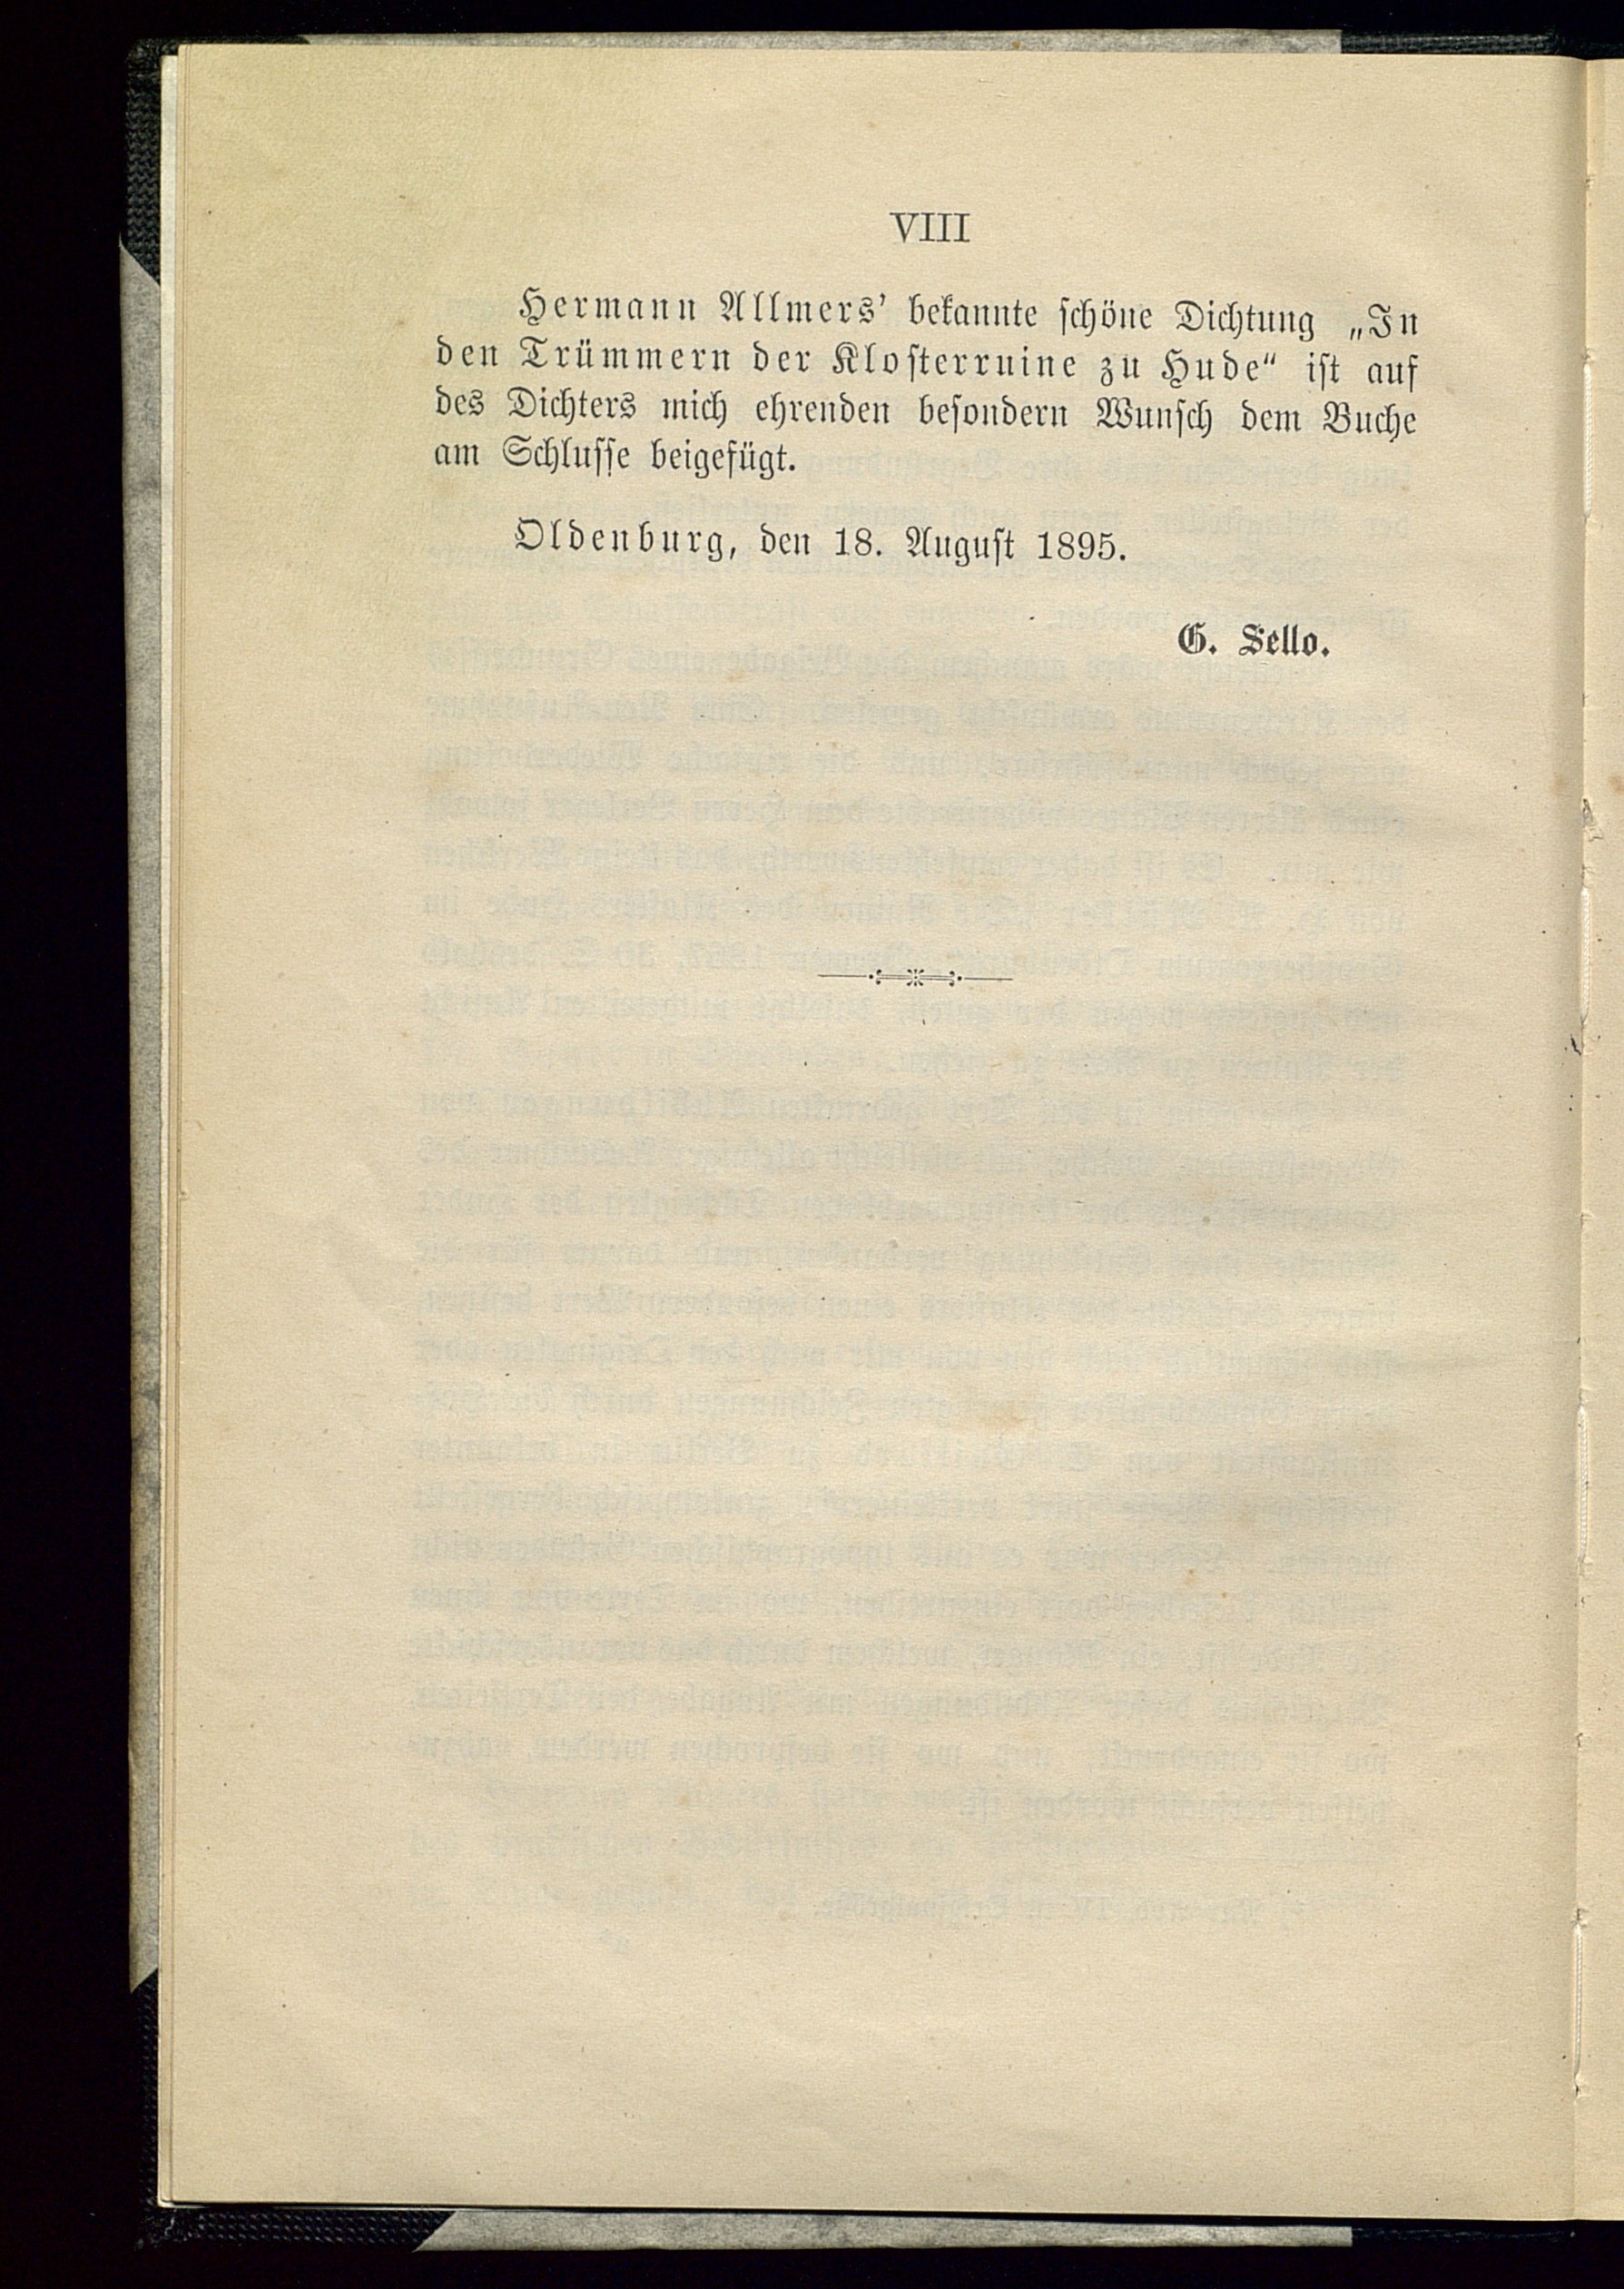 VIII
Hermann Allmers' bekannte schöne Dichtung „In
den Trümmern der Klosterruine zu Hude“ ist auf
des Dichters mich ehrenden besondern Wunsch dem Buche
am Schlusse beigefügt.
Oldenburg, den 18. August 1895.
G. Sello.